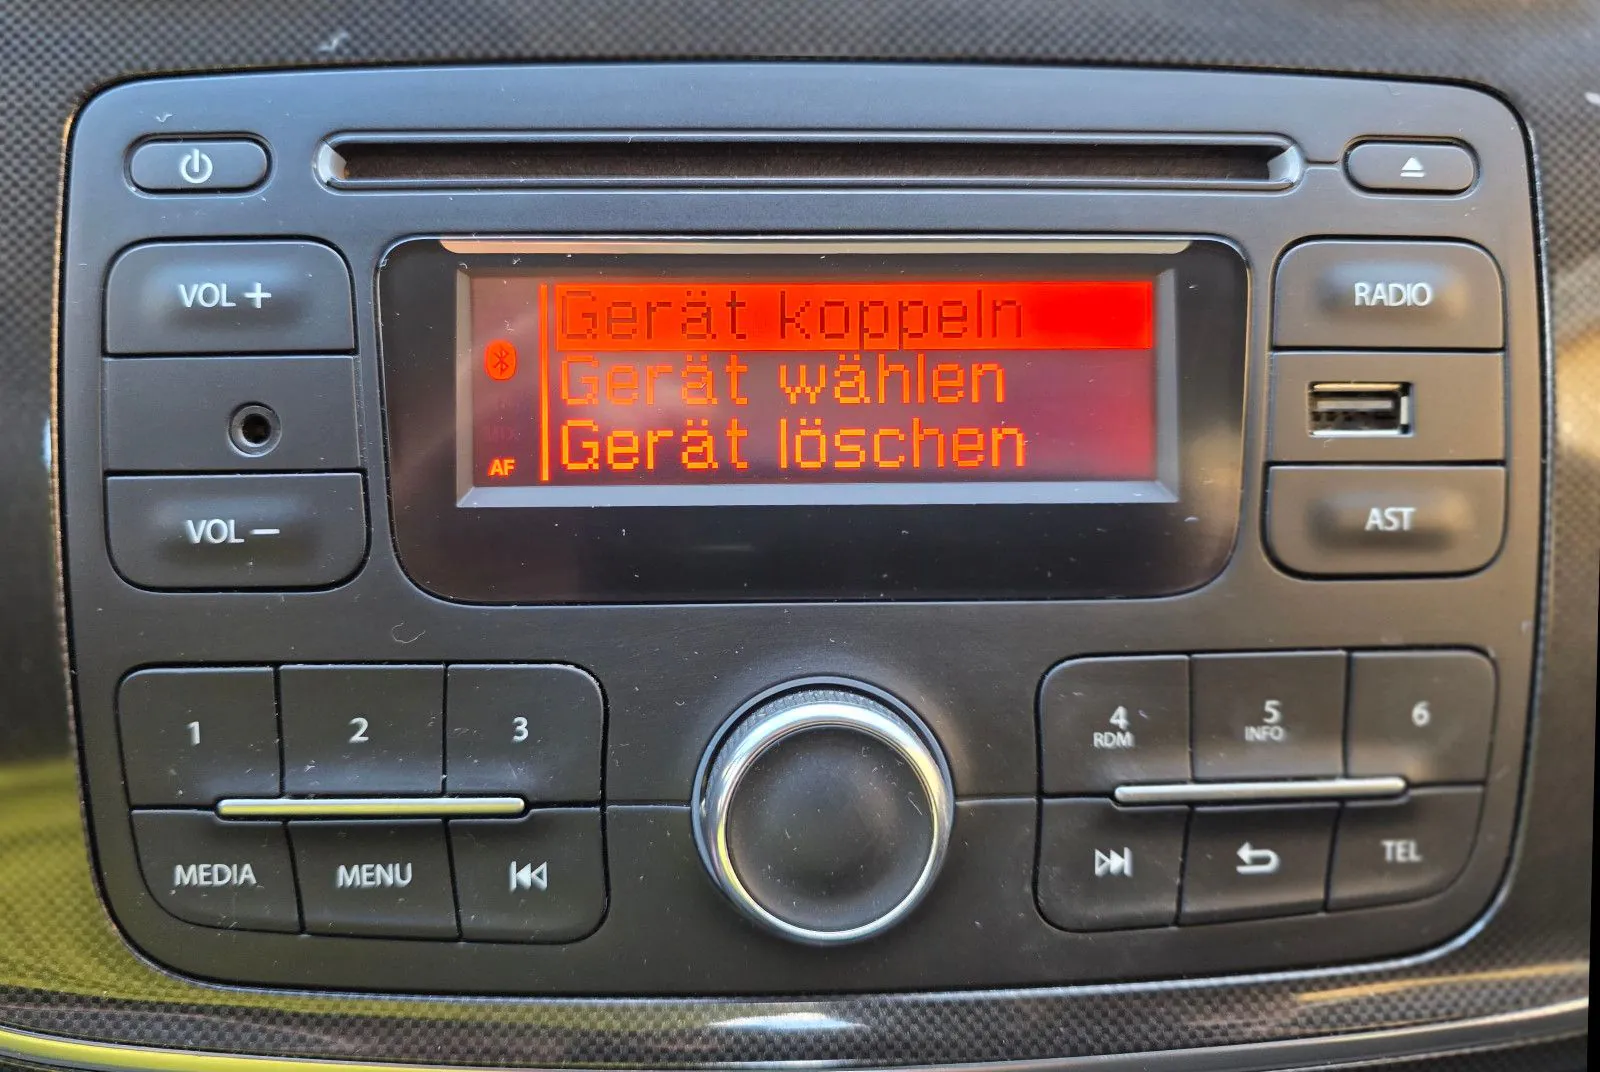 VOL +
Gerät koppeln
RADIO
Gerät wählen
Gerät löschen
AF
VOL −
AST
1
2
3
4
RDM
5
INFO
6
MEDIA
MENU
TEL